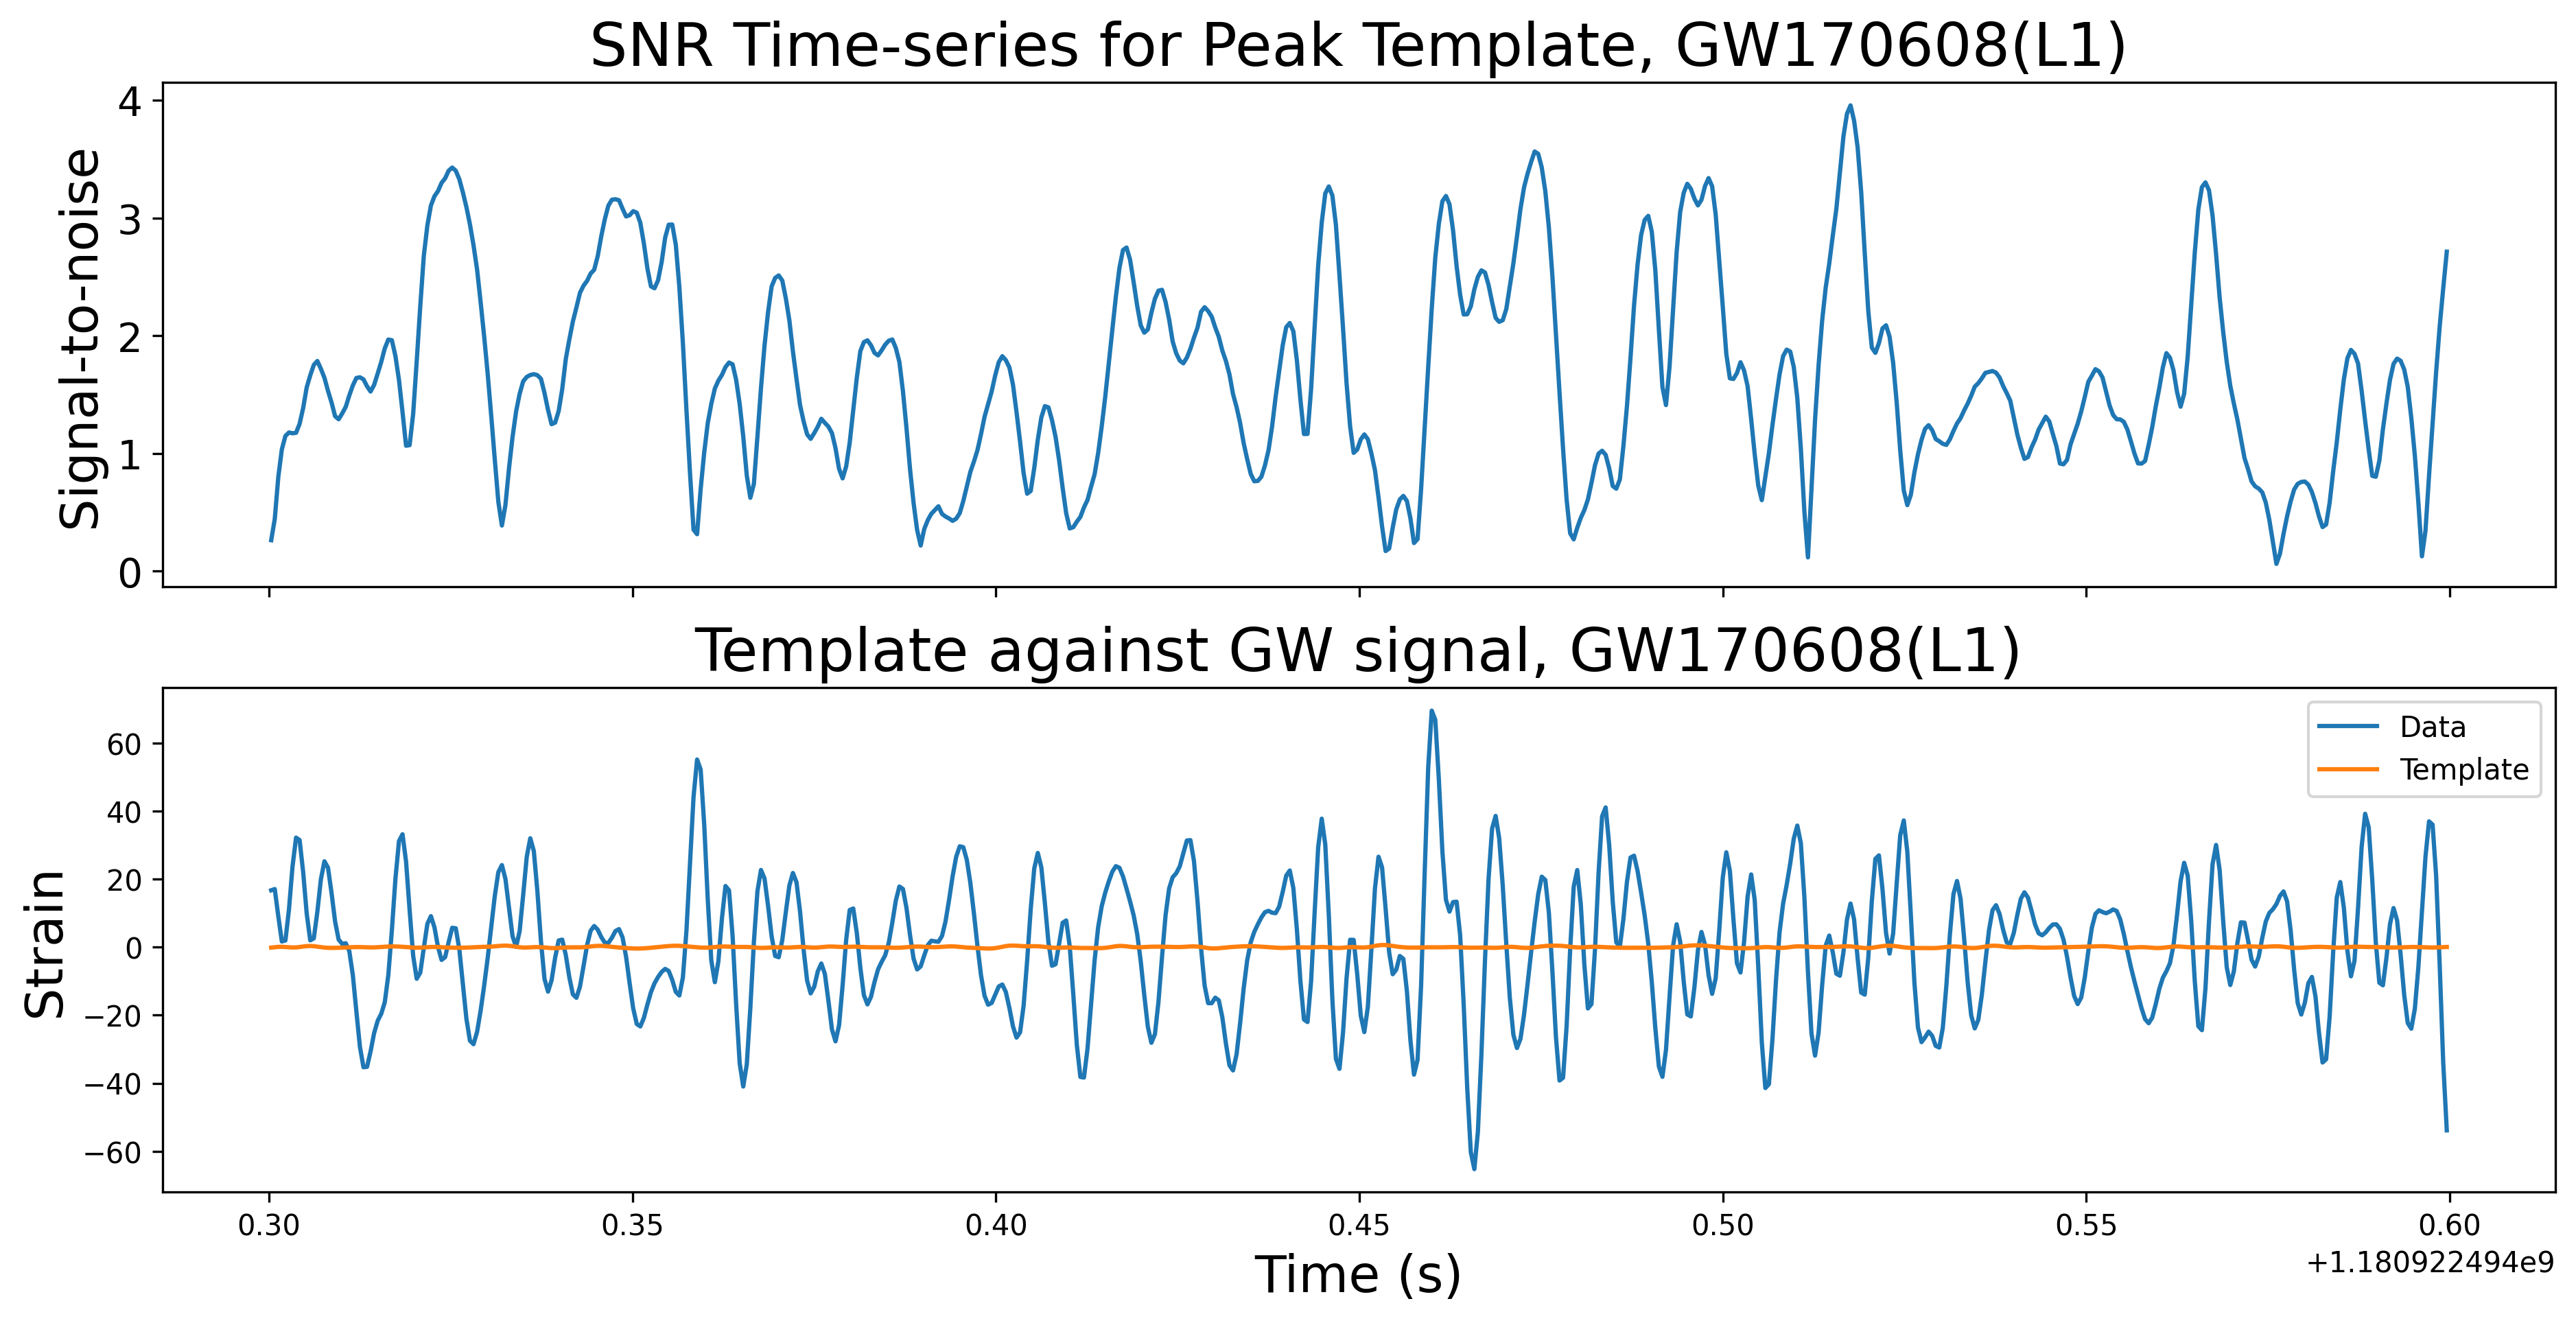 SNR Time-series for Peak Template, GW170608(L1)
Signal-to-noise
4
3
2
1
0
Template against GW signal, GW170608(L1)
Strain
60
40
20
0
−20
−40
−60
Data
Template
0.30 0.35 0.40 0.45 0.50 0.55 0.60
+1.180922494e9
Time (s)